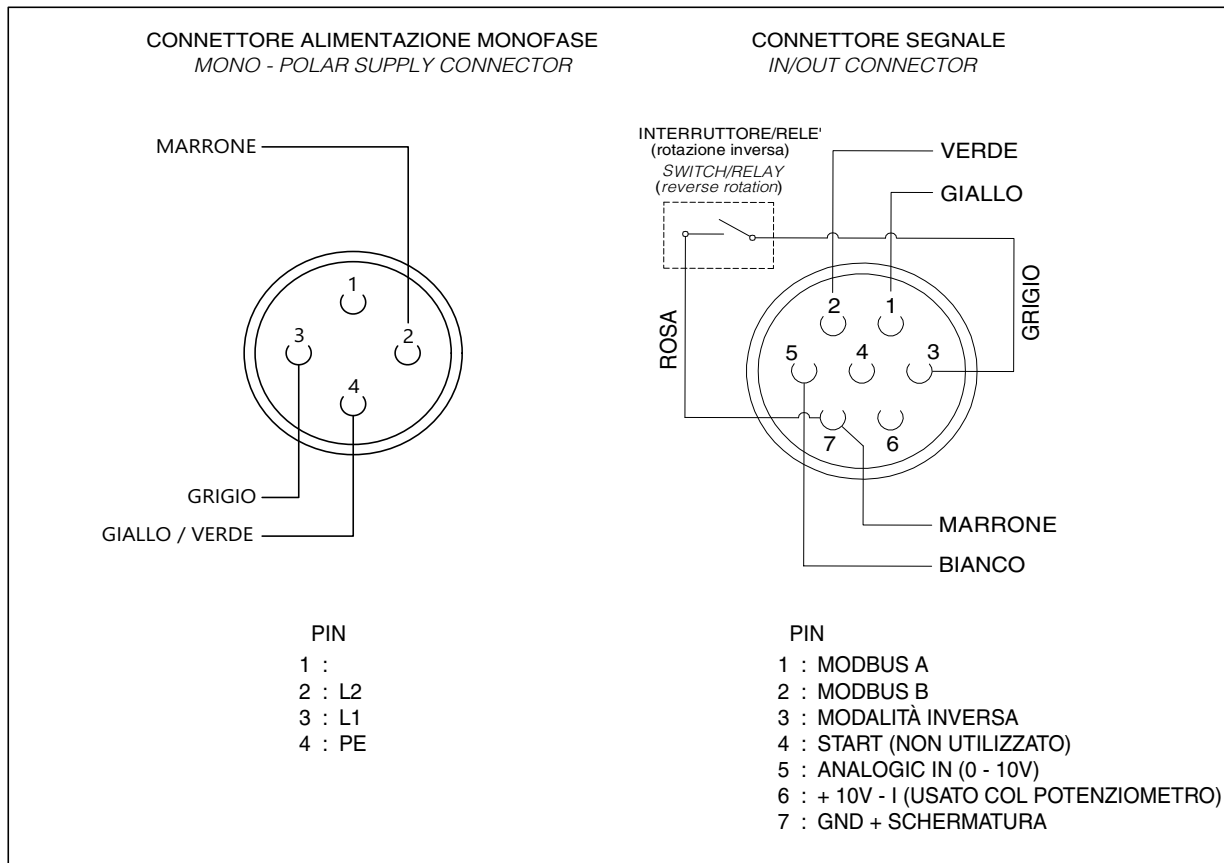 CONNETTORE ALIMENTAZIONE MONOFASE
MONO - POLAR SUPPLY CONNECTOR
MARRONE
1
2
3
4
GRIGIO
GIALLO / VERDE
PIN
1 :
2 : L2
3 : L1
4 : PE
CONNETTORE SEGNALE
IN/OUT CONNECTOR
INTERRUTTORE/RELE'
(rotazione inversa)
SWITCH/RELAY
(reverse rotation)
VERDE
GIALLO
GRIGIO
ROSA
2
1
5
4
3
7
6
MARRONE
BIANCO
PIN
1 : MODBUS A
2 : MODBUS B
3 : MODALITÀ INVERSA
4 : START (NON UTILIZZATO)
5 : ANALOGIC IN (0 - 10V)
6 : + 10V - I (USATO COL POTENZIOMETRO)
7 : GND + SCHERMATURA